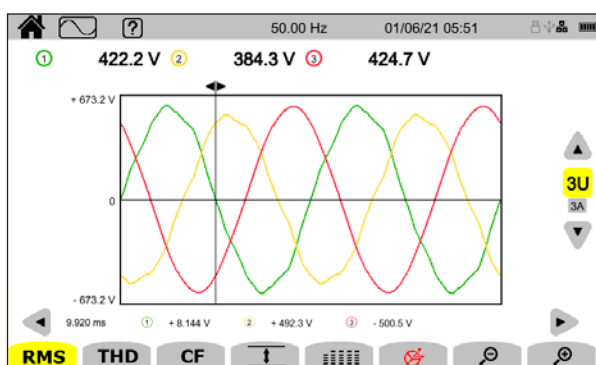 ? 50.00 Hz 01/06/21 05:51
1 422.2 V 2 384.3 V 3 424.7 V
+ 673.2 V
0
- 673.2 V
3U
3A
9.920 ms 1 + 8.144 V 2 + 492.3 V 3 - 500.5 V
RMS THD CF